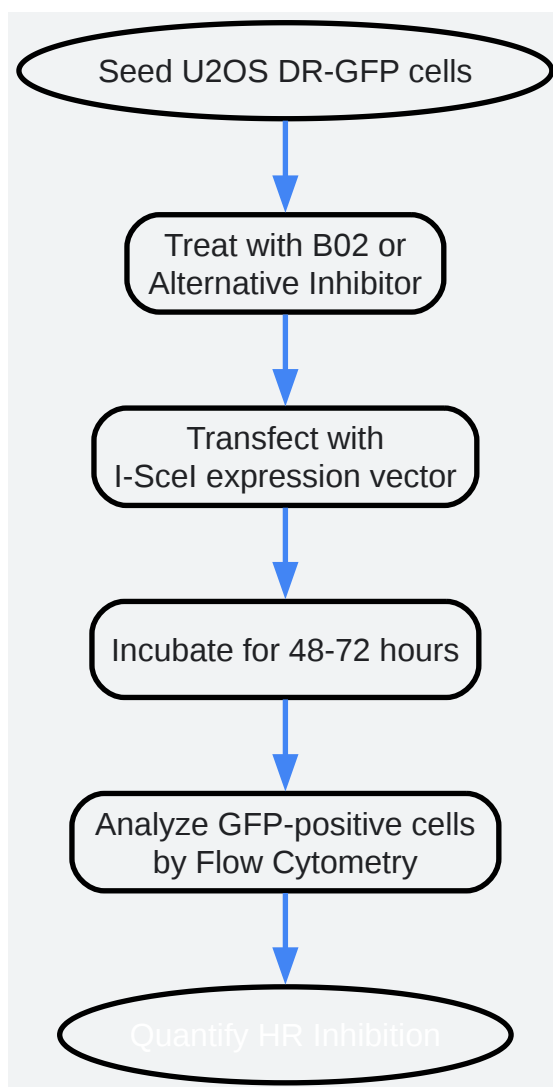 Seed U2OS DR-GFP cells
Treat with B02 or
Alternative Inhibitor
Transfect with
I-SceI expression vector
Incubate for 48-72 hours
Analyze GFP-positive cells
by Flow Cytometry
Quantify HR Inhibition